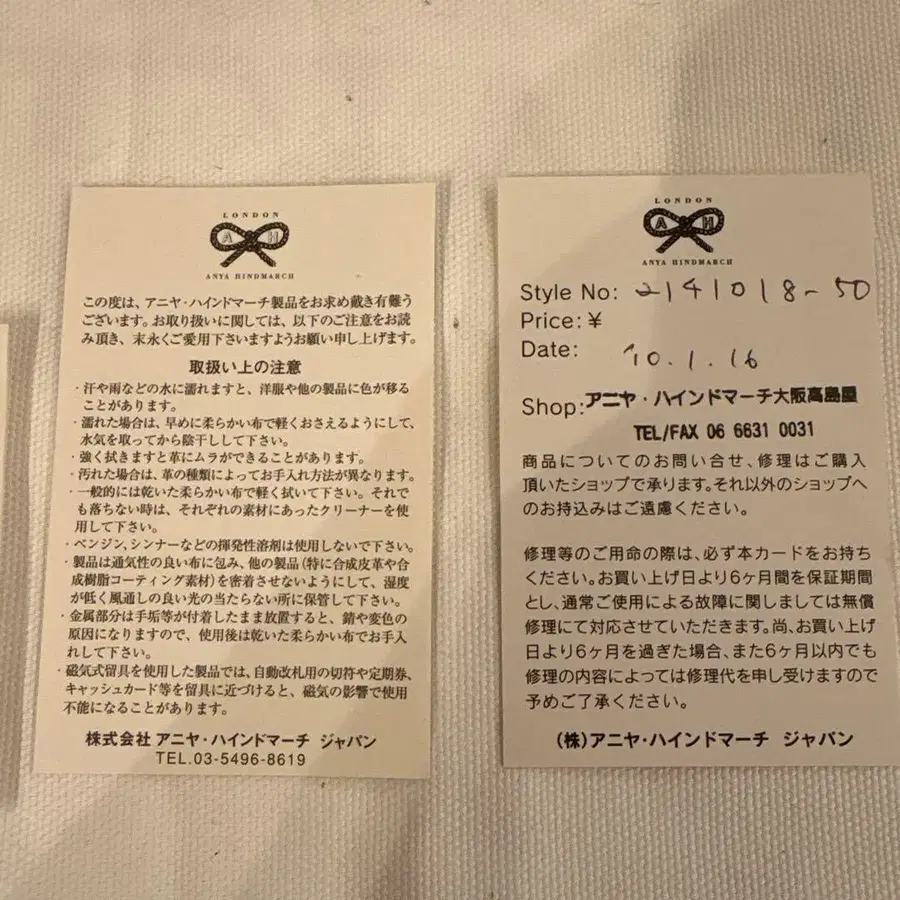 LONDON
A H
ANYA HINDMARCH
この度は、アニヤ・ハインドマーチ製品をお求め戴き有難う
ございます。お取り扱いに関しては、以下のご注意をお読
み頂き、末永くご愛用下さいますようお願い申し上げます。
取扱い上の注意
・汗や雨などの水に濡れますと、洋服や他の製品に色が移る
ことがあります。
・濡れた場合は、早めに柔らかい布で軽くおさえるようにして、
水気を取ってから陰干しして下さい。
・強く拭きますと革にムラができることがあります。
・汚れた場合は、革の種類によってお手入れ方法が異なります。
・一般的には乾いた柔らかい布で軽く拭いて下さい。それで
も落ちない時は、それぞれの素材にあったクリーナーを使
用して下さい。
・ベンジン、シンナーなどの揮発性溶剤は使用しないで下さい。
・製品は通気性の良い布に包み、他の製品(特に合成皮革や合
成樹脂コーティング素材)を密着させないようにして、湿度
が低く風通しの良い光の当たらない所に保管して下さい。
・金属部分は手垢等が付着したまま放置すると、錆や変色の
原因になりますので、使用後は乾いた柔らかい布でお手入
れして下さい。
・磁気式留具を使用した製品では、自動改札用の切符や定期券、
キャッシュカード等を留具に近づけると、磁気の影響で使用
不能になることがあります。
株式会社 アニヤ・ハインドマーチ ジャパン
TEL.03-5496-8619
LONDON
A H
ANYA HINDMARCH
Style No: 2141018-50
Price: ¥
Date: '10.1.16
Shop: アニヤ・ハインドマーチ大阪高島屋
TEL/FAX 06 6631 0031
商品についてのお問い合せ、修理はご購入
頂いたショップで承ります。それ以外のショップへ
のお持込みはご遠慮ください。
修理等のご用命の際は、必ず本カードをお持ち
ください。お買い上げ日より6ヶ月間を保証期間
とし、通常ご使用による故障に関しましては無償
修理にて対応させていただきます。尚、お買い上げ
日より6ヶ月を過ぎた場合、また6ヶ月以内でも
修理の内容によっては修理代を申し受けますので
予めご了承ください。
(株)アニヤ・ハインドマーチ ジャパン